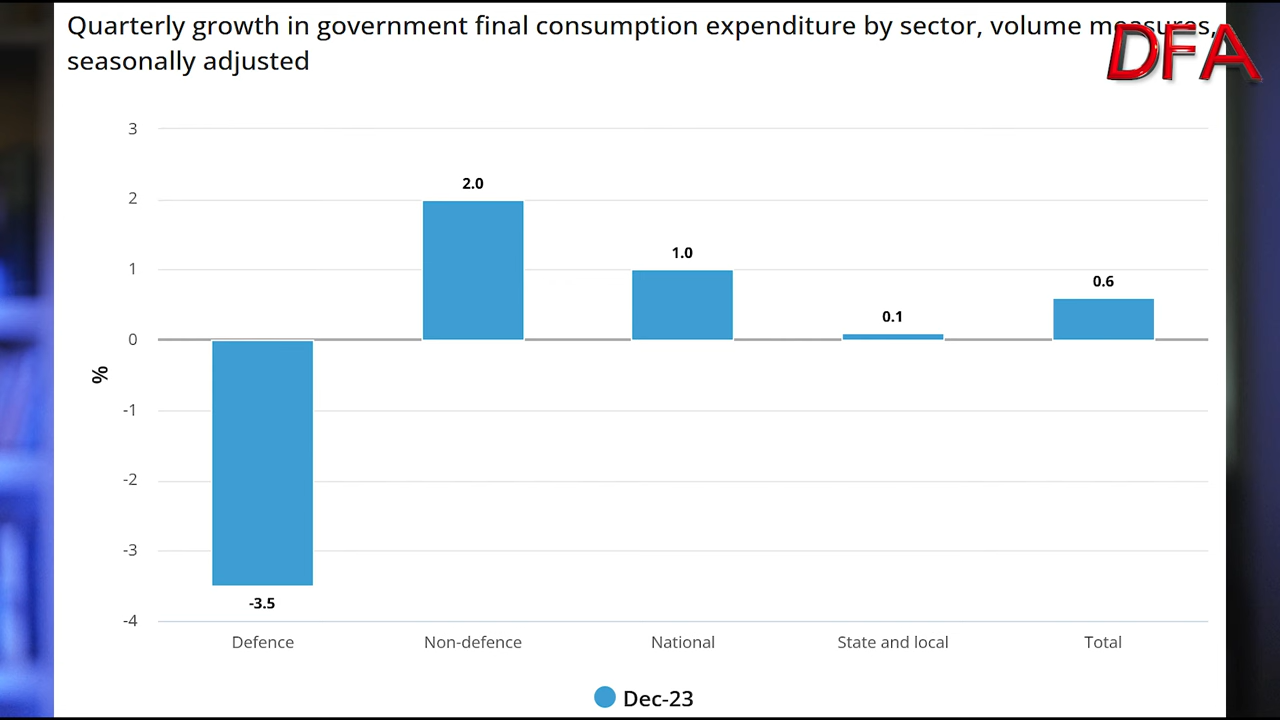 Quarterly growth in government final consumption expenditure by sector, volume measures,
seasonally adjusted
DFA
3
2
1
0
-1
-2
-3
-4
%
2.0
1.0
0.1
0.6
-3.5
Defence
Non-defence
National
State and local
Total
Dec-23